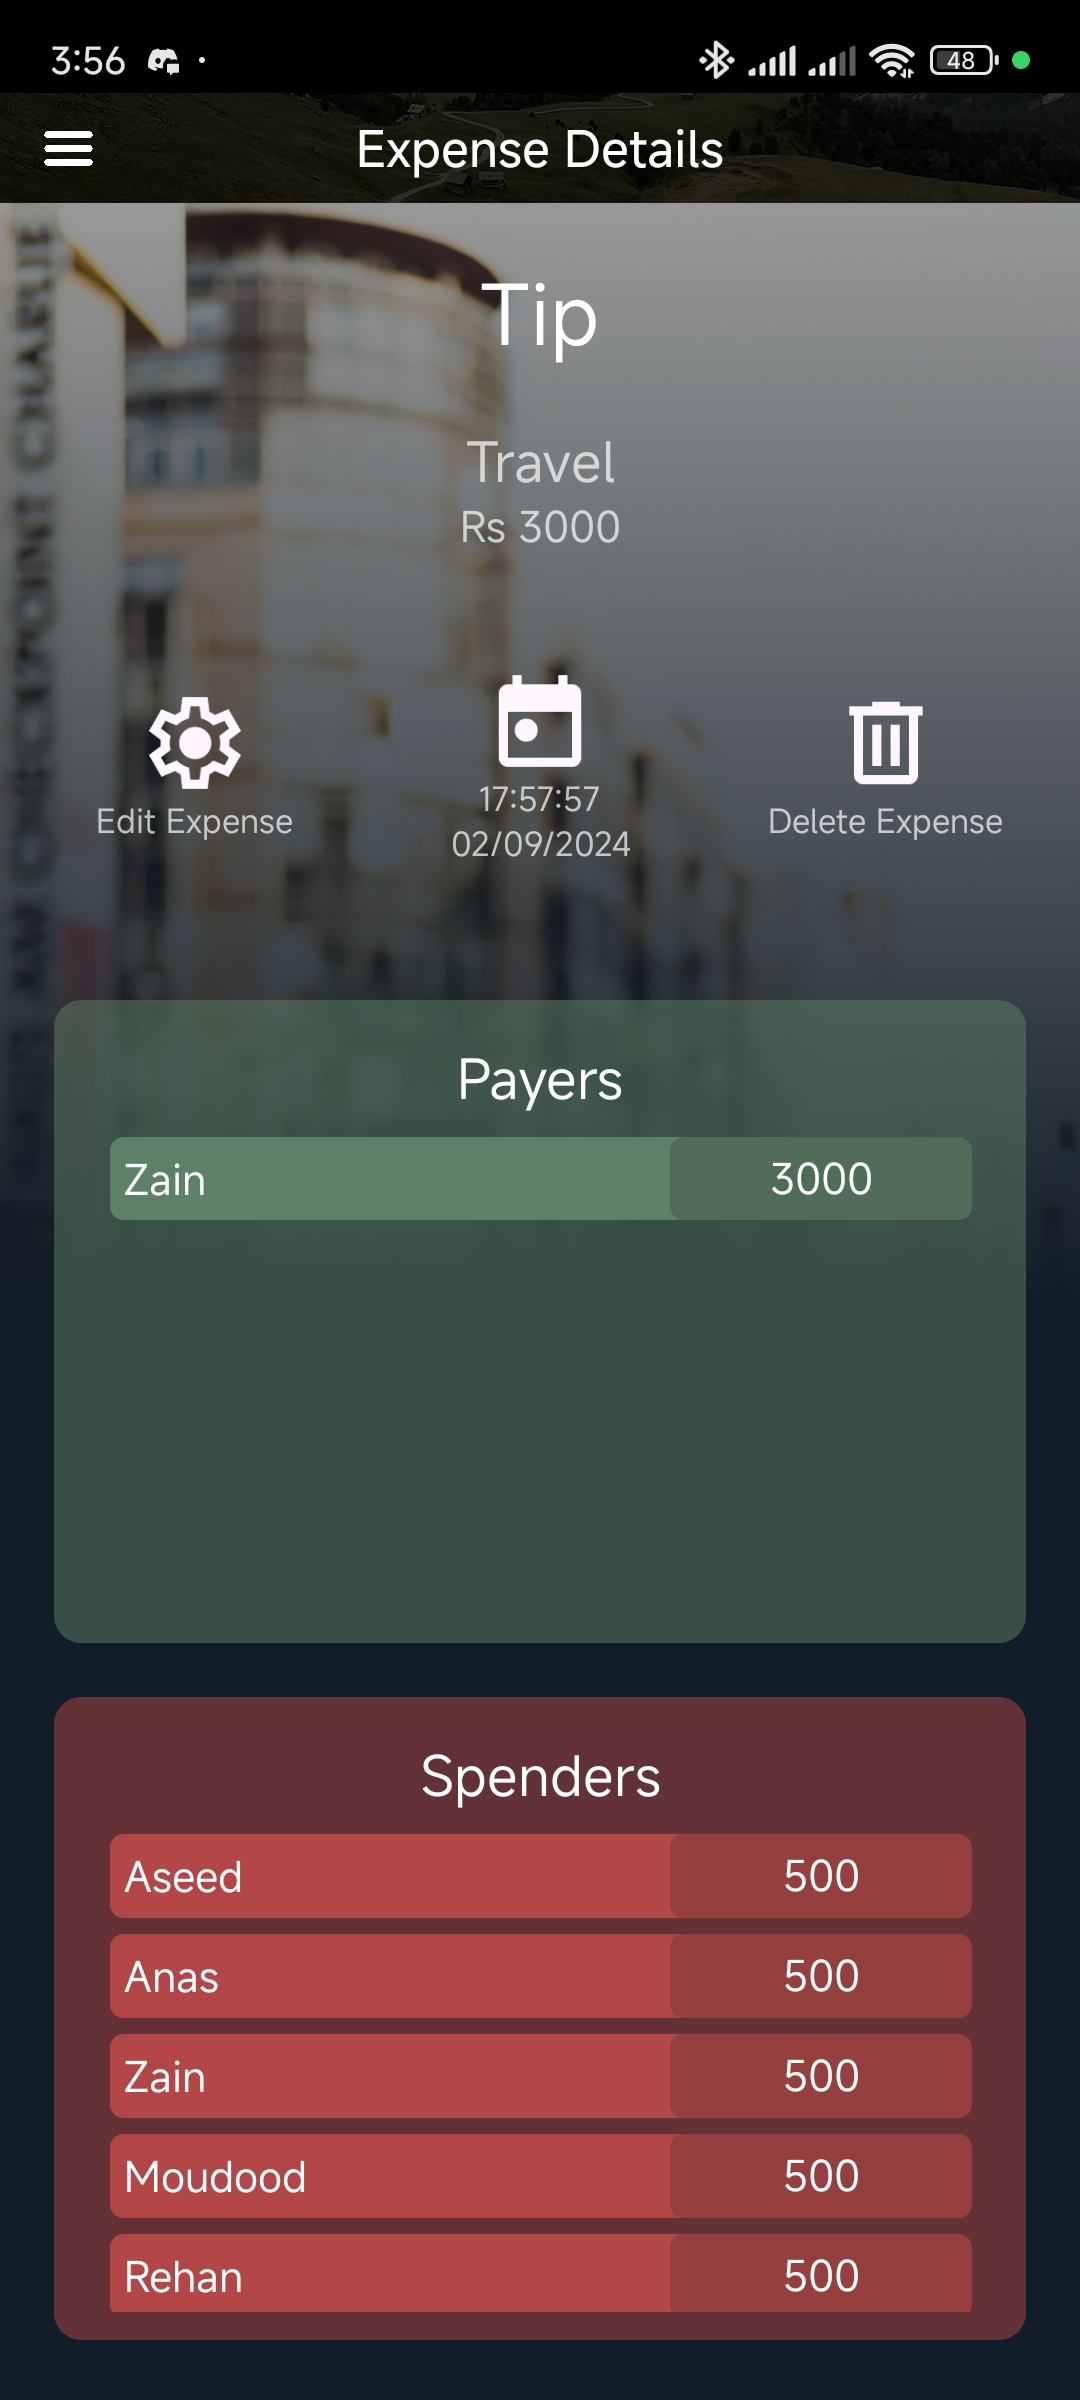 3:56
48
Expense Details
Tip
Travel
Rs 3000
Edit Expense
17:57:57
02/09/2024
Delete Expense
Payers
Zain 3000
Spenders
Aseed 500
Anas 500
Zain 500
Moudood 500
Rehan 500